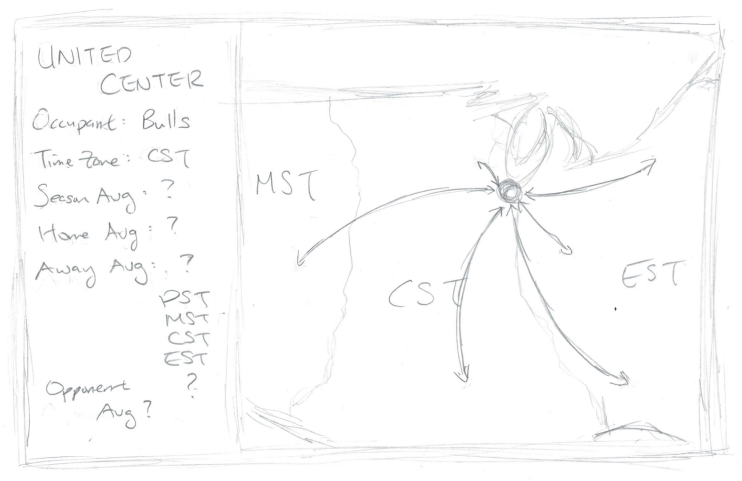 UNITED
CENTER
Occupant: Bulls
Time Zone: CST
Season Avg: ?
Home Avg: ?
Away Avg: ?
PST
MST
CST
EST
?
Opponent
Avg?
MST
CST
EST